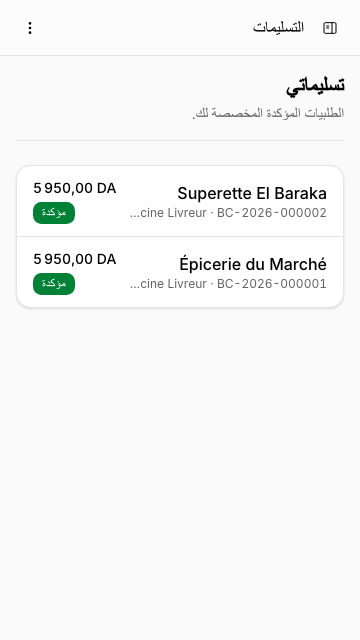 التسليمات
تسليماتي
الطلبيات المؤكدة المخصصة لك.
Superette El Baraka
5 950,00 DA
...cine Livreur · BC-2026-000002
مؤكدة
Épicerie du Marché
5 950,00 DA
...cine Livreur · BC-2026-000001
مؤكدة